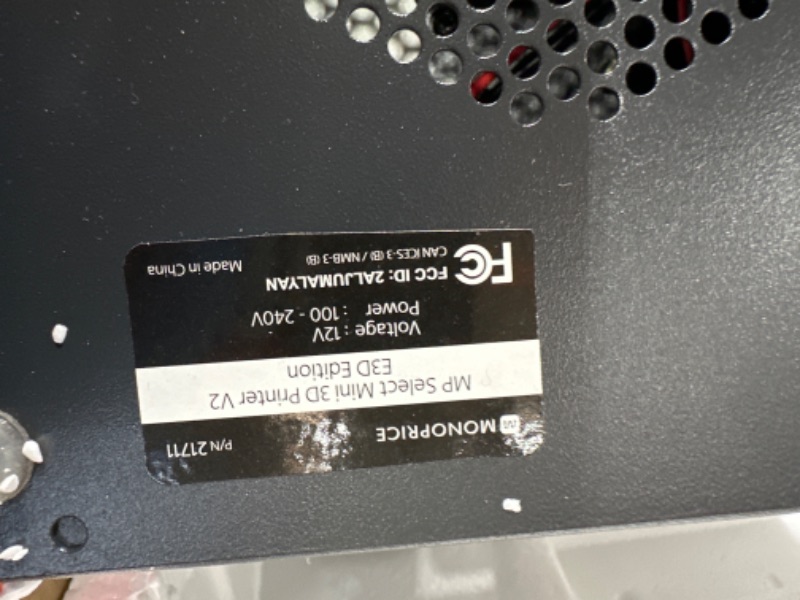 MONOPRICE
P/N 21711
MP Select Mini 3D Printer V2
E3D Edition
Voltage : 12V
Power : 100 - 240V
FC
FCC ID: 2ALJUMALYAN
CAN ICES-3 (B) / NMB-3 (B)
Made in China